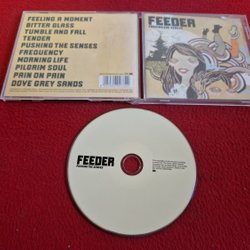 FEELING A MOMENT
BITTER GLASS
TUMBLE AND FALL
TENDER
PUSHING THE SENSES
FREQUENCY
MORNING LIFE
PILGRIM SOUL
PAIN ON PAIN
DOVE GREY SANDS
FEEDER
PUSHING THE SENSES
FEEDER
PUSHING THE SENSES